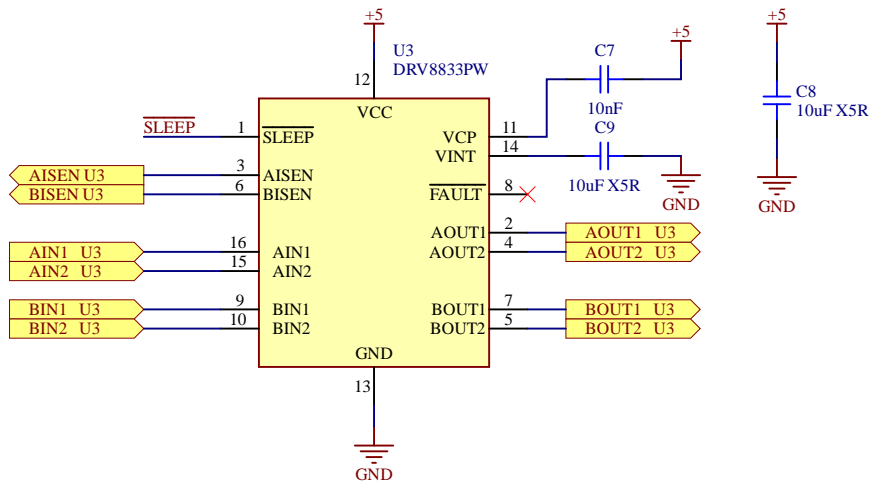 +5
U3
DRV8833PW
12
VCC
SLEEP
1
SLEEP
AISEN U3
3
AISEN
BISEN U3
6
BISEN
AIN1 U3
16
AIN1
AIN2 U3
15
AIN2
BIN1 U3
9
BIN1
BIN2 U3
10
BIN2
VCP
11
VINT
14
FAULT
8
AOUT1
2
AOUT1 U3
AOUT2
4
AOUT2 U3
BOUT1
7
BOUT1 U3
BOUT2
5
BOUT2 U3
GND
13
GND
C7
10nF
+5
C9
10uF X5R
GND
+5
C8
10uF X5R
GND